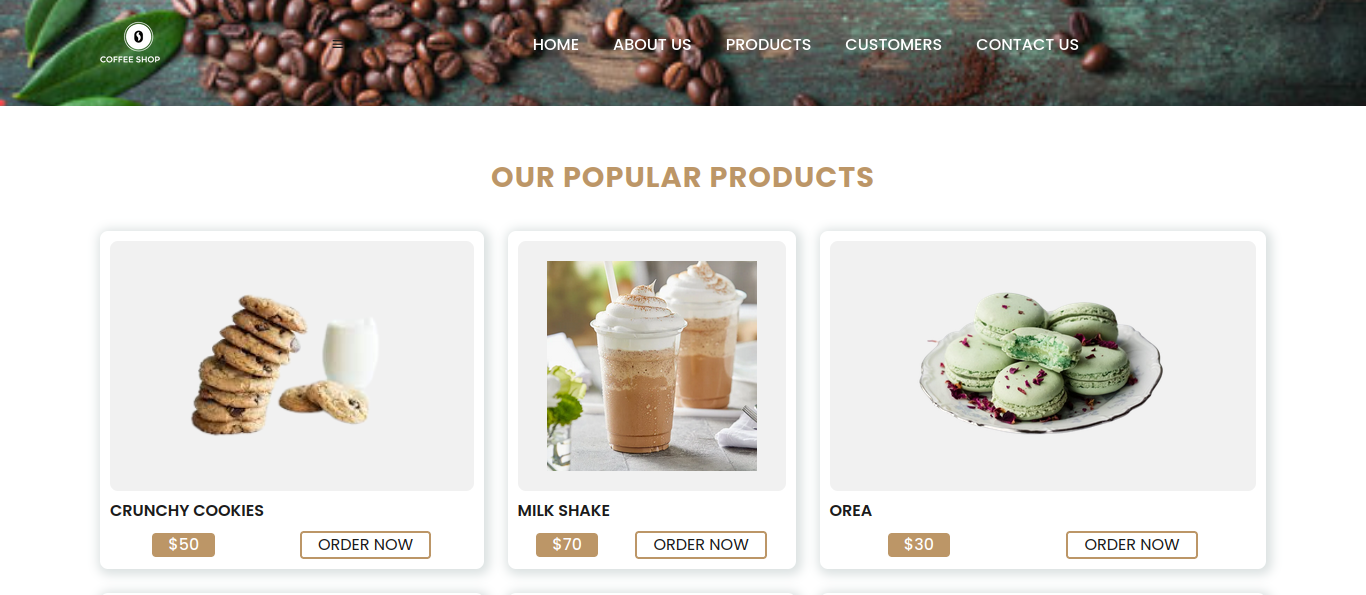 COFFEE SHOP
HOME ABOUT US PRODUCTS CUSTOMERS CONTACT US
OUR POPULAR PRODUCTS
CRUNCHY COOKIES
$50 ORDER NOW
MILK SHAKE
$70 ORDER NOW
OREA
$30 ORDER NOW